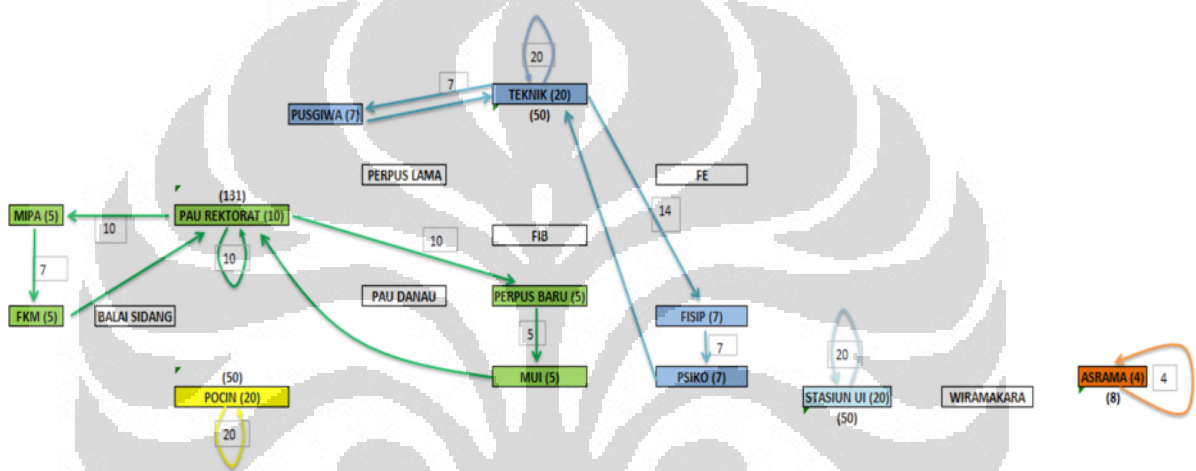 20
7
TEKNIK (20)
PUSGIWA (7)
(50)
PERPUS LAMA
FE
(131)
MIPA (5)
PAU REKTORAT (10)
14
10
10
FIB
10
7
PAU DANAU
PERPUS BARU (5)
FKM (5)
BALAI SIDANG
FISIP (7)
5
7
20
(50)
MUI (5)
PSIKO (7)
ASRAMA (4)
4
POCIN (20)
STASIUN UI (20)
WIRAMAKARA
(8)
(50)
20